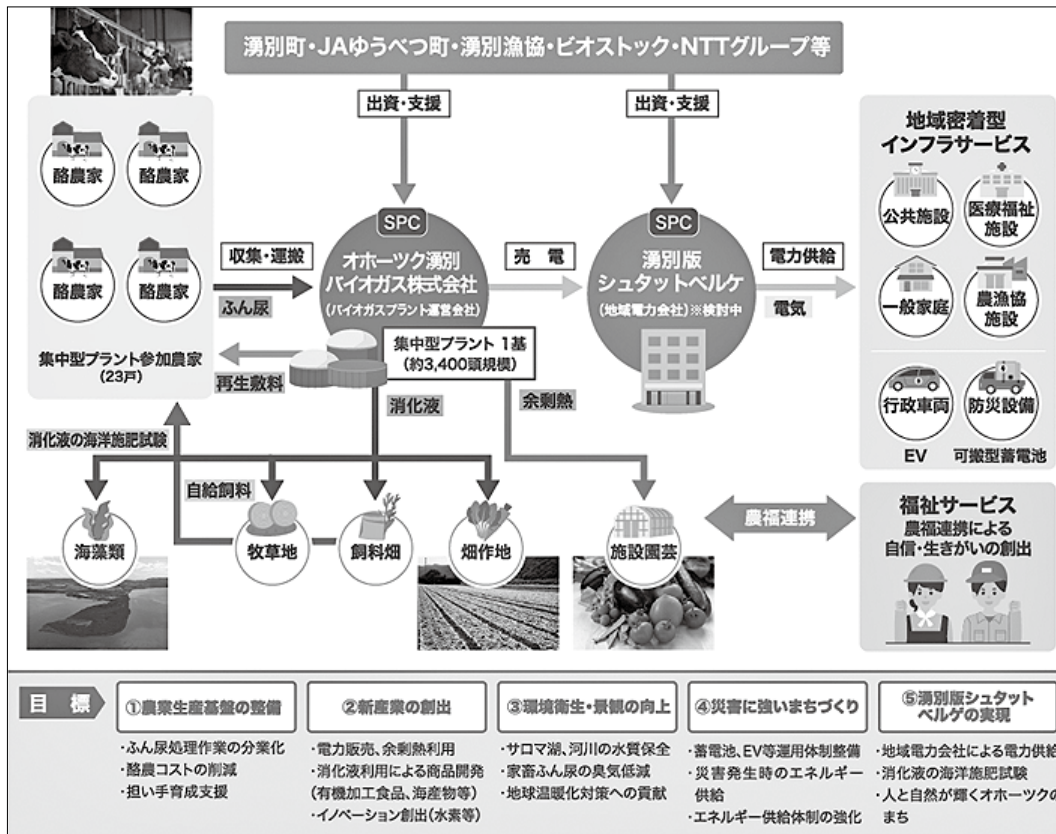 湧別町・JAゆうべつ町・湧別漁協・ビオストック・NTTグループ等
出資・支援
出資・支援
酪農家
酪農家
酪農家
酪農家
集中型プラント参加農家
(23戸)
収集・運搬
ふん尿
再生敷料
SPC
オホーツク湧別
バイオガス株式会社
(バイオガスプラント運営会社)
集中型プラント 1基
(約3,400頭規模)
売電
SPC
湧別版
シュタットベルケ
(地域電力会社)※検討中
電力供給
電気
地域密着型
インフラサービス
公共施設
医療福祉
施設
一般家庭
農漁協
施設
行政車両
防災設備
EV
可搬型蓄電池
消化液
余剰熱
消化液の海洋施肥試験
自給飼料
海藻類
牧草地
飼料畑
畑作地
施設園芸
農福連携
福祉サービス
農福連携による
自信・生きがいの創出
目標
①農業生産基盤の整備
・ふん尿処理作業の分業化
・酪農コストの削減
・担い手育成支援
②新産業の創出
・電力販売、余剰熱利用
・消化液利用による商品開発
(有機加工食品、海産物等)
・イノベーション創出(水素等)
③環境衛生・景観の向上
・サロマ湖、河川の水質保全
・家畜ふん尿の臭気低減
・地球温暖化対策への貢献
④災害に強いまちづくり
・蓄電池、EV等運用体制整備
・災害発生時のエネルギー
供給
・エネルギー供給体制の強化
⑤湧別版シュタット
ベルゲの実現
・地域電力会社による電力供給
・消化液の海洋施肥試験
・人と自然が輝くオホーツクの
まち